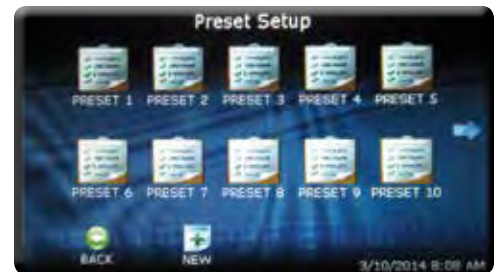 Preset Setup
PRESET 1 PRESET 2 PRESET 3 PRESET 4 PRESET 5
PRESET 6 PRESET 7 PRESET 8 PRESET 9 PRESET 10
BACK NEW
3/10/2014 8:08 AM